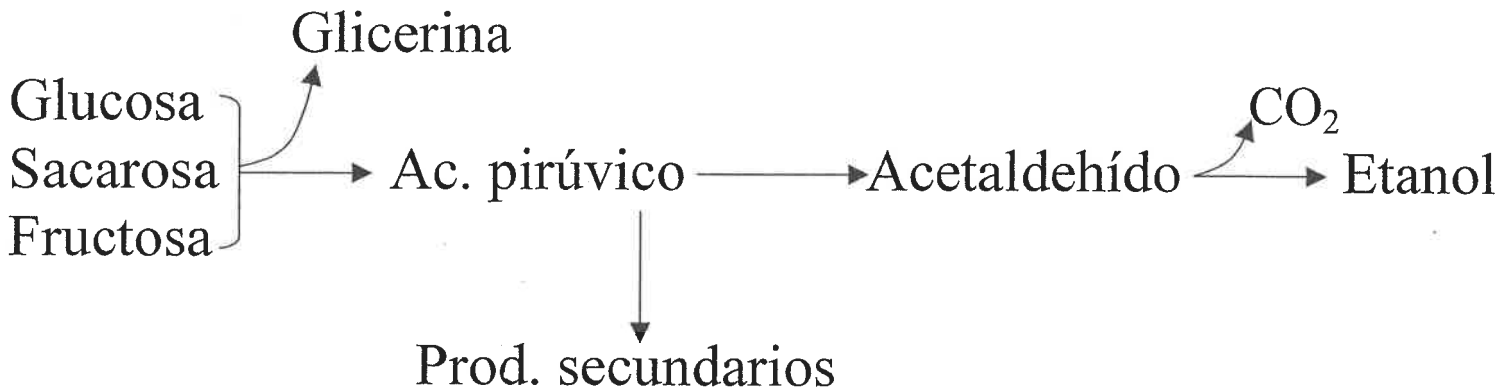 Glicerina
Glucosa
Sacarosa
Fructosa
Ac. pirúvico
Acetaldehído
CO₂
Etanol
Prod. secundarios